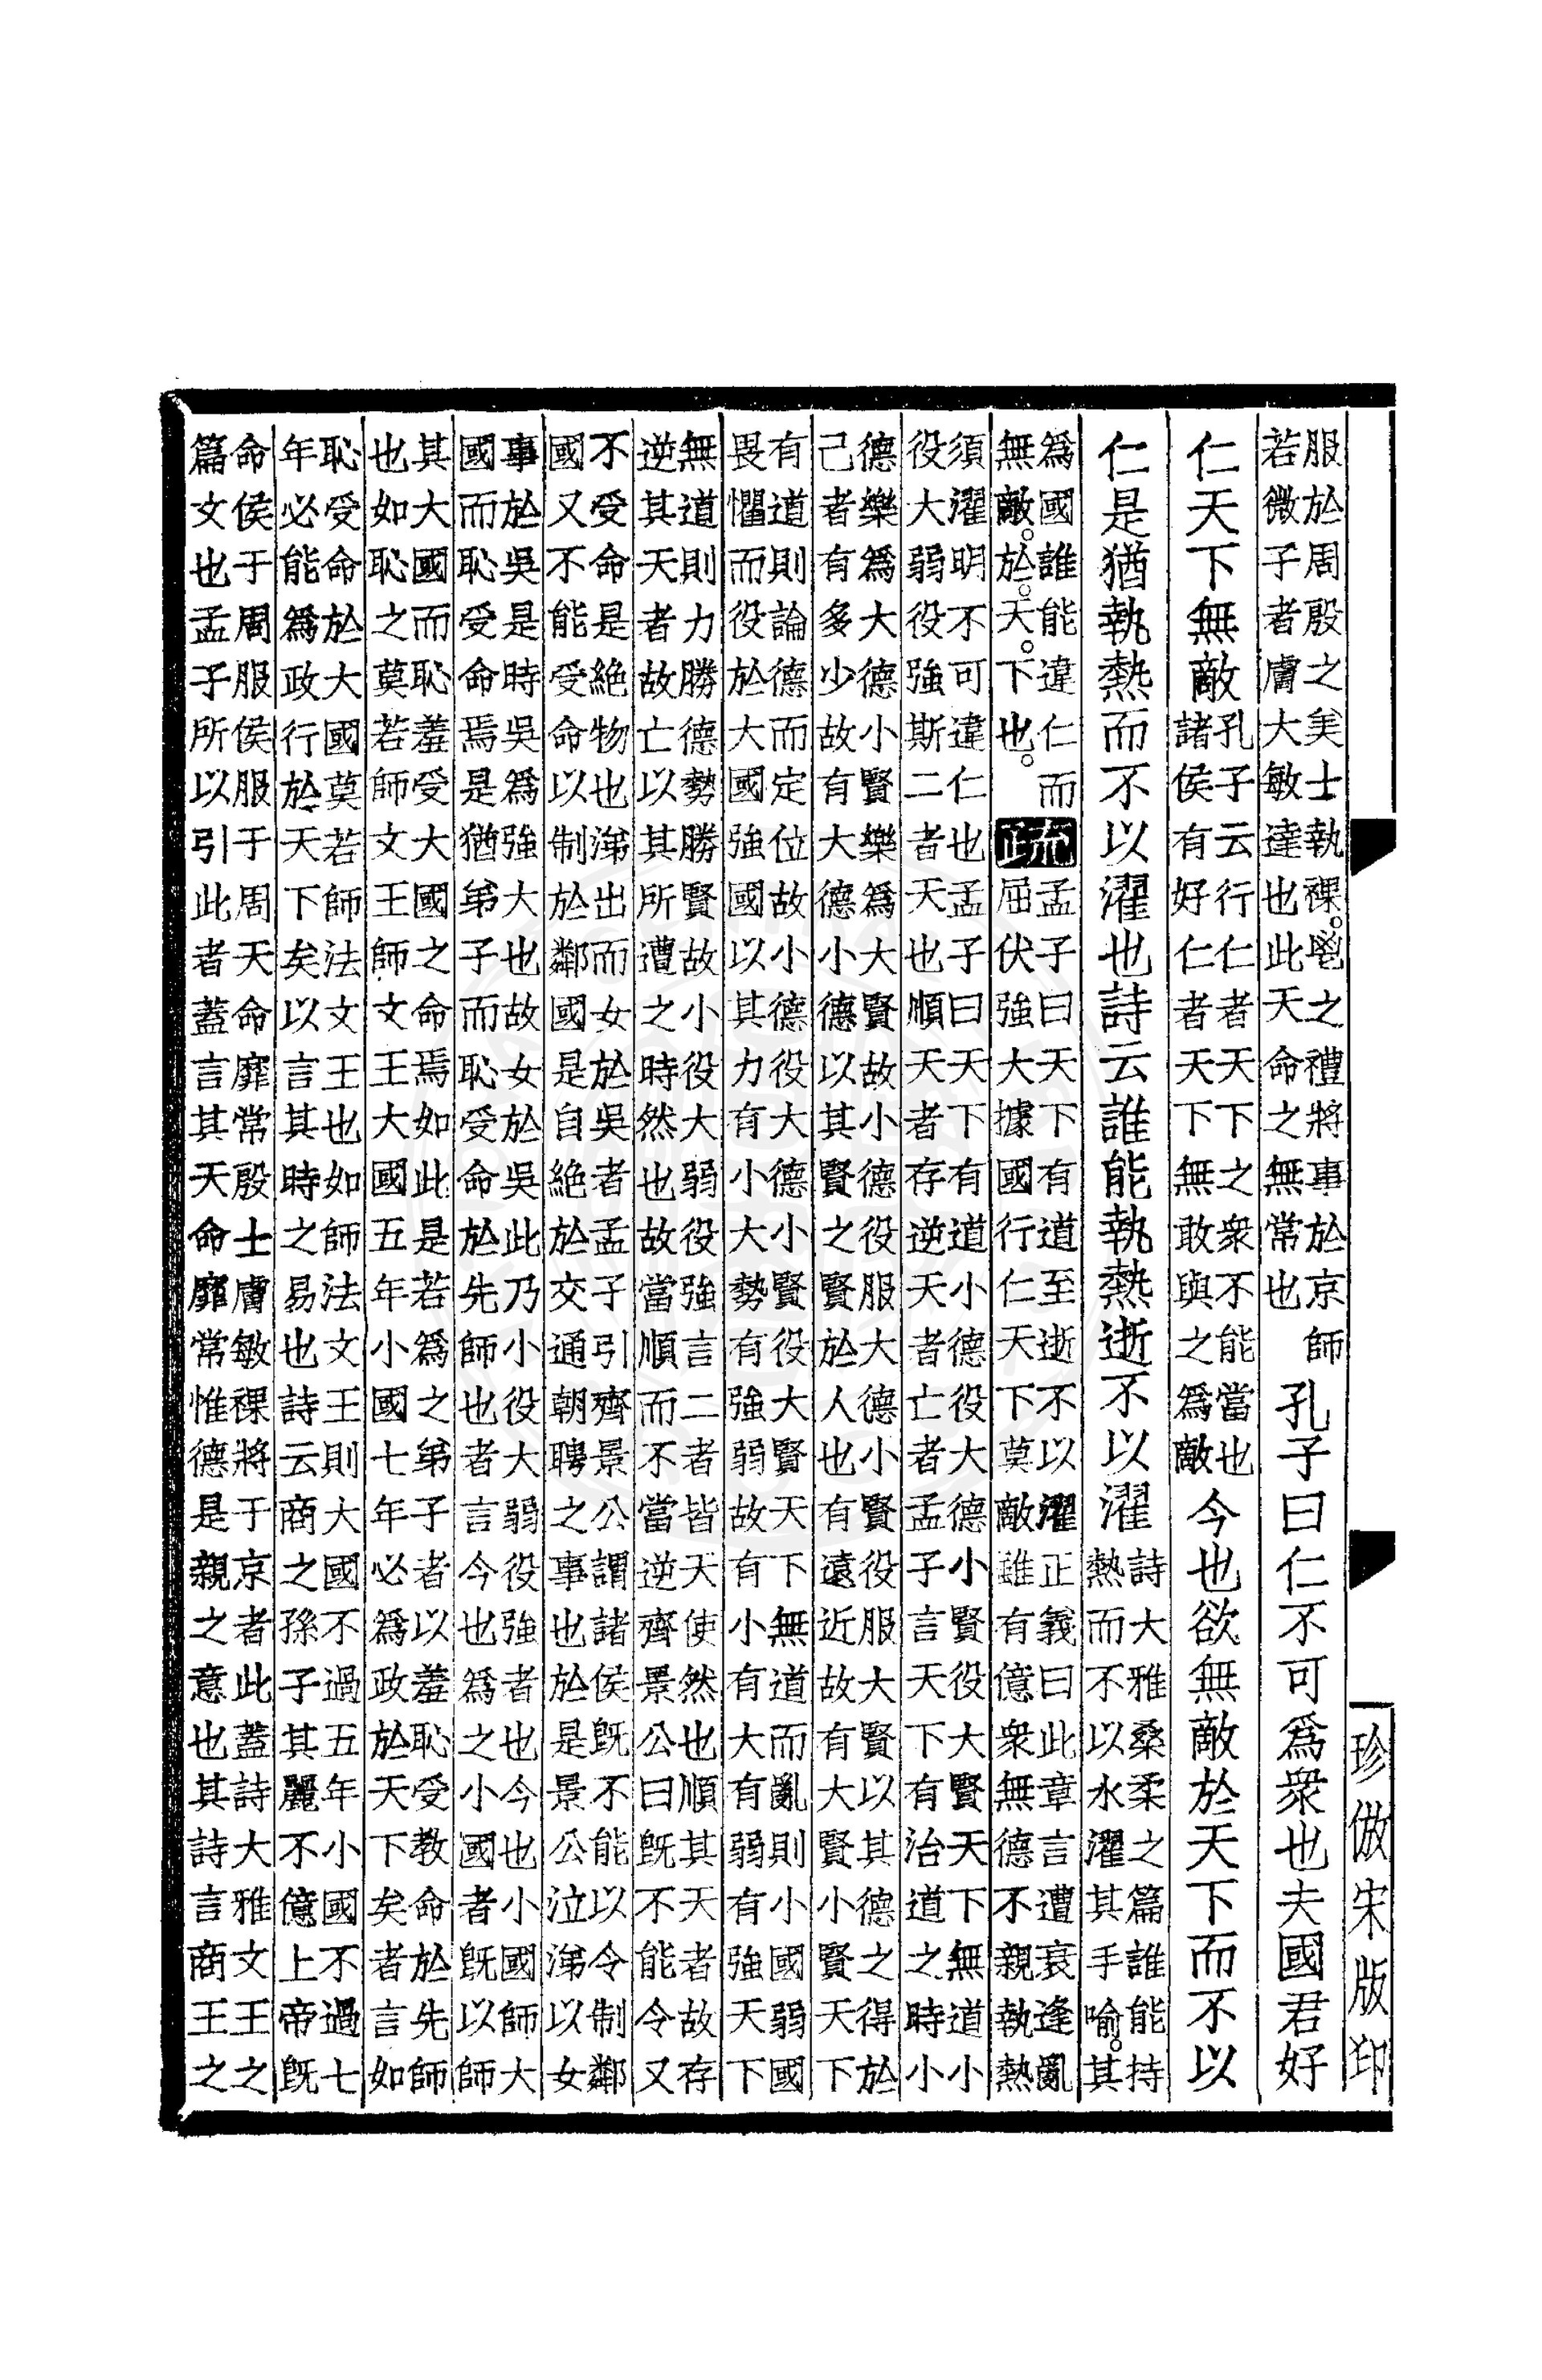 珍倣宋版印
服於周殷之美士執祼。鬯之禮將事於京師
若微子者膚大敏達也此天命之無常也
孔子曰仁不可爲衆也夫國君好
仁天下無敵
孔子云行仁者天下之衆不能當也
諸侯有好仁者天下無敢與之爲敵
今也欲無敵於天下而不以
仁是猶執熱而不以濯也詩云誰能執熱逝不以濯
詩大雅桑柔之篇誰能持
熱而不以水濯其手喻。其
爲國誰能違仁而
無敵。於。天。下也。
疏
孟子曰天下有道至逝不以濯正義曰此章言遭衰逢亂
屈伏強大據國行仁天下莫敵雖有億衆無德不親執熱
須濯明不可違仁也孟子曰天下有道小德役大德小賢役大賢天下無道小
役大弱役強斯二者天也順天者存逆天者亡者孟子言天下有治道之時小
德樂爲大德小賢樂爲大賢故小德役服大德小賢役服大賢以其德之得於
己者有多少故有大德小德以其賢之賢於人也有遠近故有大賢小賢天下
有道則論德而定位故小德役大德小賢役大賢天下無道而亂則小國弱國
畏懼而役於大國強國以其力有小大勢有強弱故有小有大有弱有強天下
無道則力勝德勢勝賢故小役大弱役強言二者皆天使然也順其天者故存
逆其天者故亡以其所遭之時然也故當順而不當逆齊景公曰旣不能令又
不受命是絶物也涕出而女於吳者孟子引齊景公謂諸侯旣不能以令制鄰
國又不能受命以制於鄰國是自絶於交通朝聘之事也於是景公泣涕以女
事於吳是時吳爲強大也故女於吳此乃小役大弱役強者也今也小國師大
國而恥受命焉是猶弟子而恥受命於先師也者言今也爲之小國者旣以師
其大國而恥羞受大國之命焉如此是若爲之弟子者以羞恥受教命於先師
也如恥之莫若師文王師文王大國五年小國七年必爲政於天下矣者言如
恥受命於大國莫若師法文王也如師法文王則大國不過五年小國不過七
年必能爲政行於天下矣以言其時之易也詩云商之孫子其麗不億上帝旣
命侯于周服侯服于周天命靡常殷士膚敏祼將于京者此蓋詩大雅文王之
篇文也孟子所以引此者蓋言其天命靡常惟德是親之意也其詩言商王之